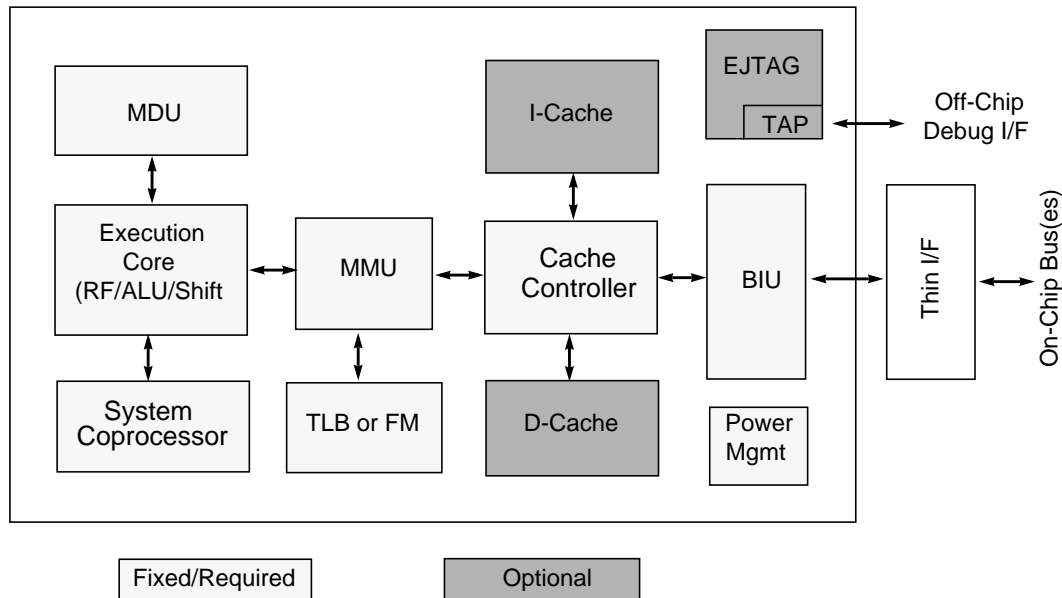 MDU
I-Cache
EJTAG
TAP
Off-Chip
Debug I/F
Execution
Core
(RF/ALU/Shift
MMU
Cache
Controller
BIU
Thin I/F
On-Chip Bus(es)
System
Coprocessor
TLB or FM
D-Cache
Power
Mgmt
Fixed/Required
Optional